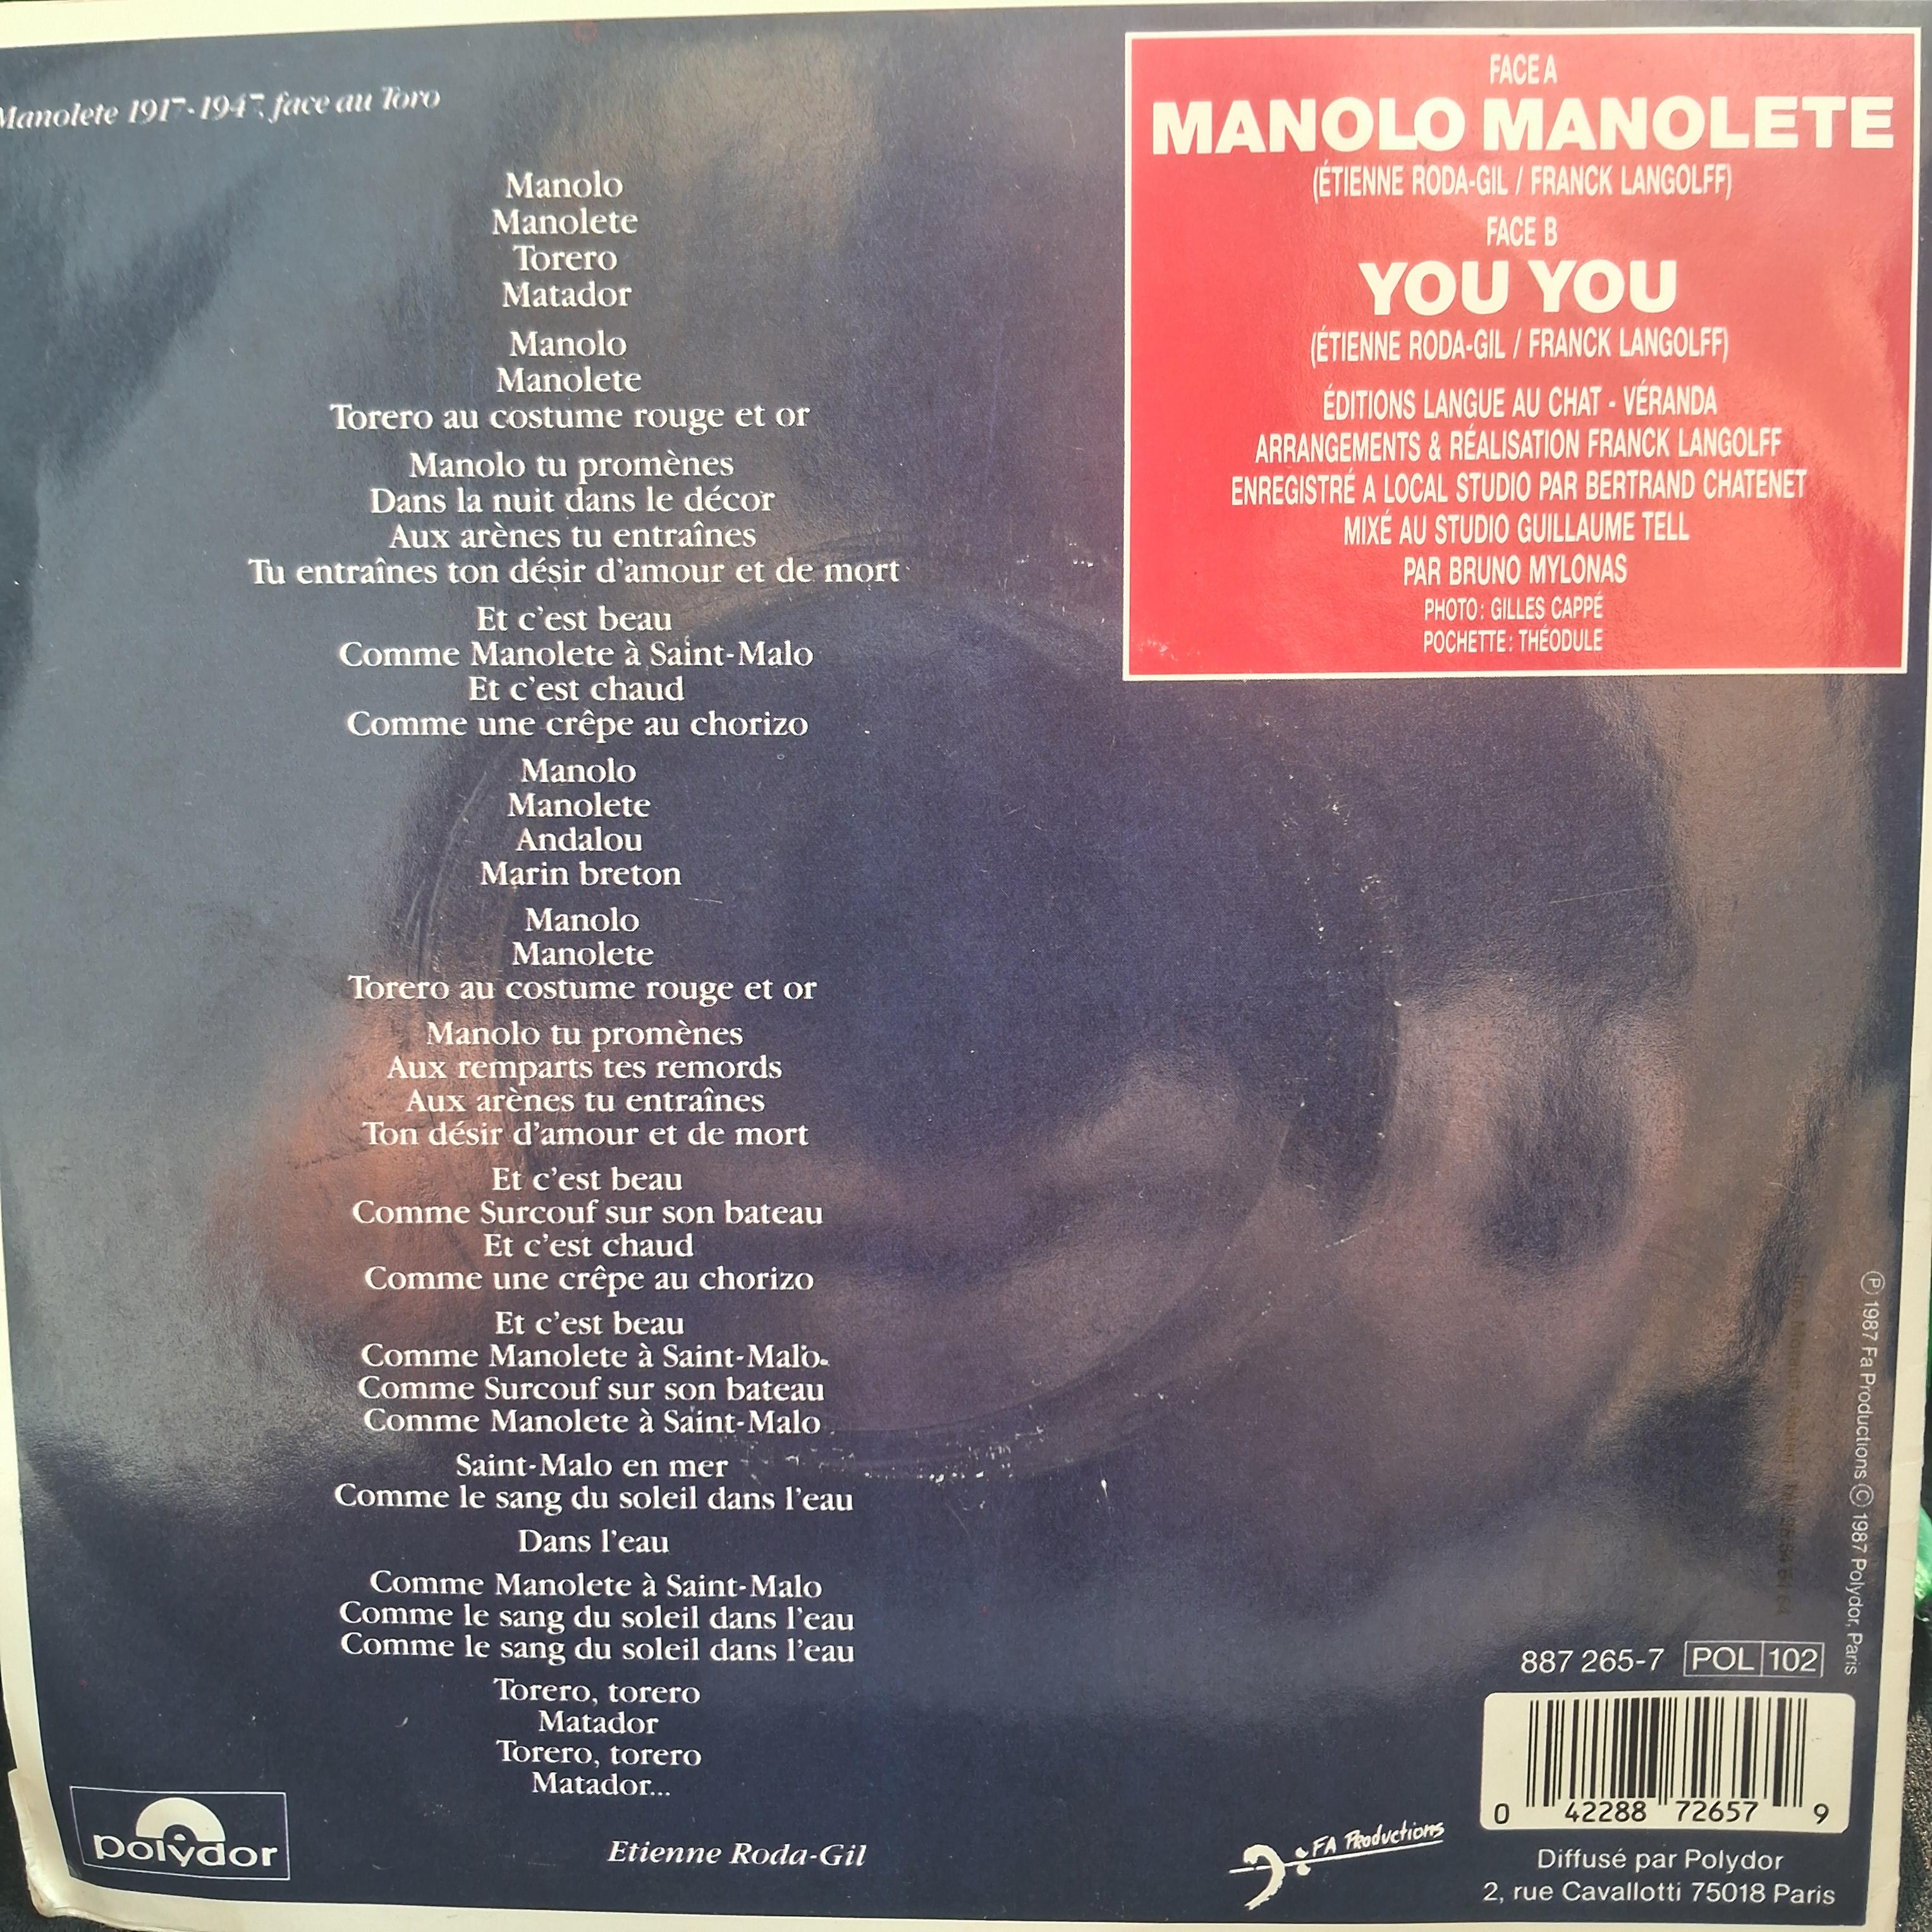 Manolete 1917-1947, face au Toro
Manolo
Manolete
Torero
Matador
Manolo
Manolete
Torero au costume rouge et or
Manolo tu promènes
Dans la nuit dans le décor
Aux arènes tu entraînes
Tu entraînes ton désir d'amour et de mort
Et c'est beau
Comme Manolete à Saint-Malo
Et c'est chaud
Comme une crêpe au chorizo
Manolo
Manolete
Andalou
Marin breton
Manolo
Manolete
Torero au costume rouge et or
Manolo tu promènes
Aux remparts tes remords
Aux arènes tu entraînes
Ton désir d'amour et de mort
Et c'est beau
Comme Surcouf sur son bateau
Et c'est chaud
Comme une crêpe au chorizo
Et c'est beau
Comme Manolete à Saint-Malo
Comme Surcouf sur son bateau
Comme Manolete à Saint-Malo
Saint-Malo en mer
Comme le sang du soleil dans l'eau
Dans l'eau
Comme Manolete à Saint-Malo
Comme le sang du soleil dans l'eau
Comme le sang du soleil dans l'eau
Torero, torero
Matador
Torero, torero
Matador...
Etienne Roda-Gil
polydor
FACE A
MANOLO MANOLETE
(ÉTIENNE RODA-GIL / FRANCK LANGOLFF)
FACE B
YOU YOU
(ÉTIENNE RODA-GIL / FRANCK LANGOLFF)
ÉDITIONS LANGUE AU CHAT - VÉRANDA
ARRANGEMENTS & RÉALISATION FRANCK LANGOLFF
ENREGISTRÉ A LOCAL STUDIO PAR BERTRAND CHATENET
MIXÉ AU STUDIO GUILLAUME TELL
PAR BRUNO MYLONAS
PHOTO : GILLES CAPPÉ
POCHETTE : THÉODULE
Ⓟ 1987 Fa Productions © 1987 Polydor, Paris
887 265-7 POL 102
0 42288 72657 9
FA Productions
Diffusé par Polydor
2, rue Cavallotti 75018 Paris